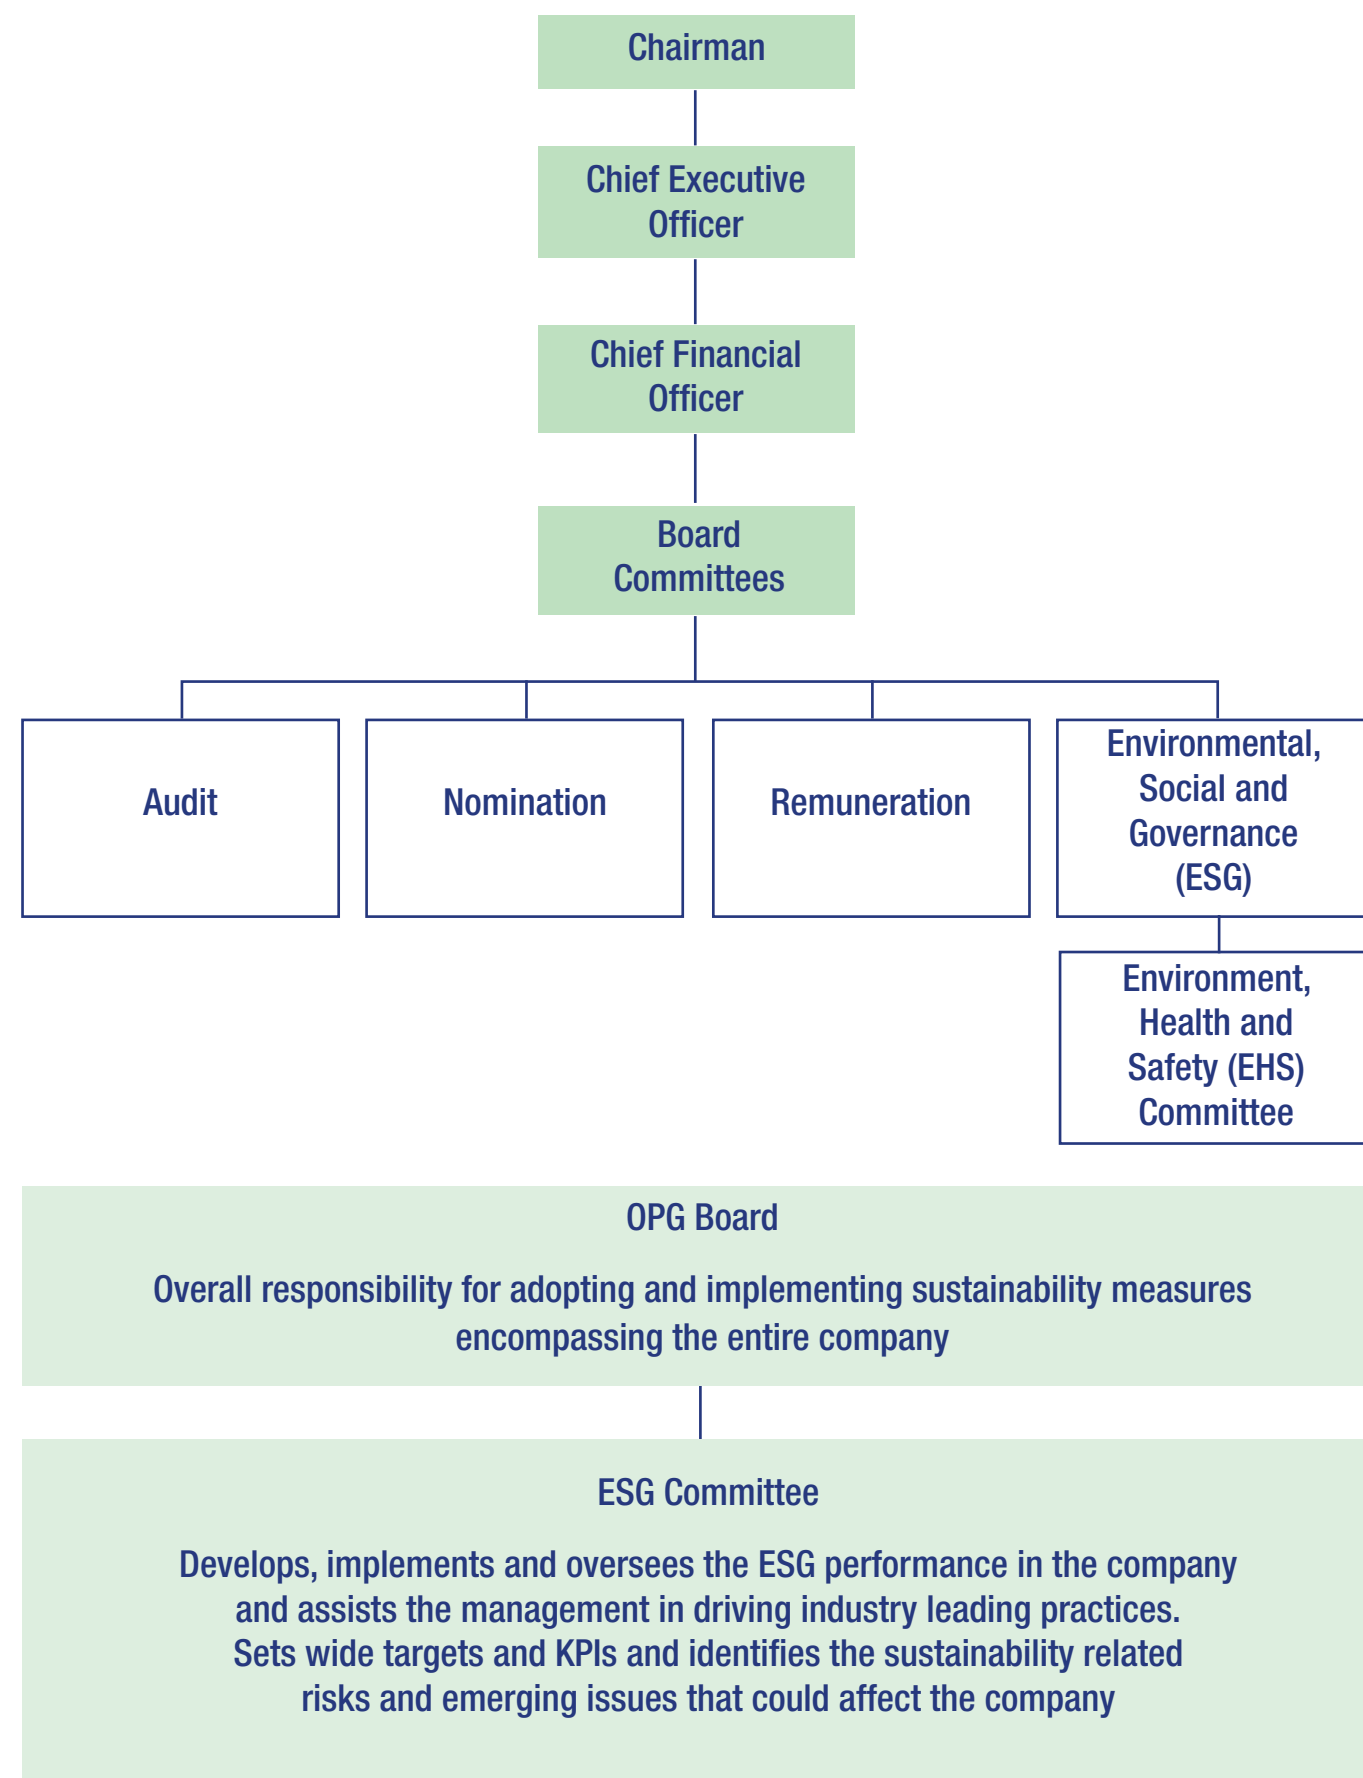 Chairman
Chief Executive
Officer
Chief Financial
Officer
Board
Committees
Audit
Nomination
Remuneration
Environmental,
Social and
Governance
(ESG)
Environment,
Health and
Safety (EHS)
Committee
OPG Board
Overall responsibility for adopting and implementing sustainability measures
encompassing the entire company
ESG Committee
Develops, implements and oversees the ESG performance in the company
and assists the management in driving industry leading practices.
Sets wide targets and KPIs and identifies the sustainability related
risks and emerging issues that could affect the company